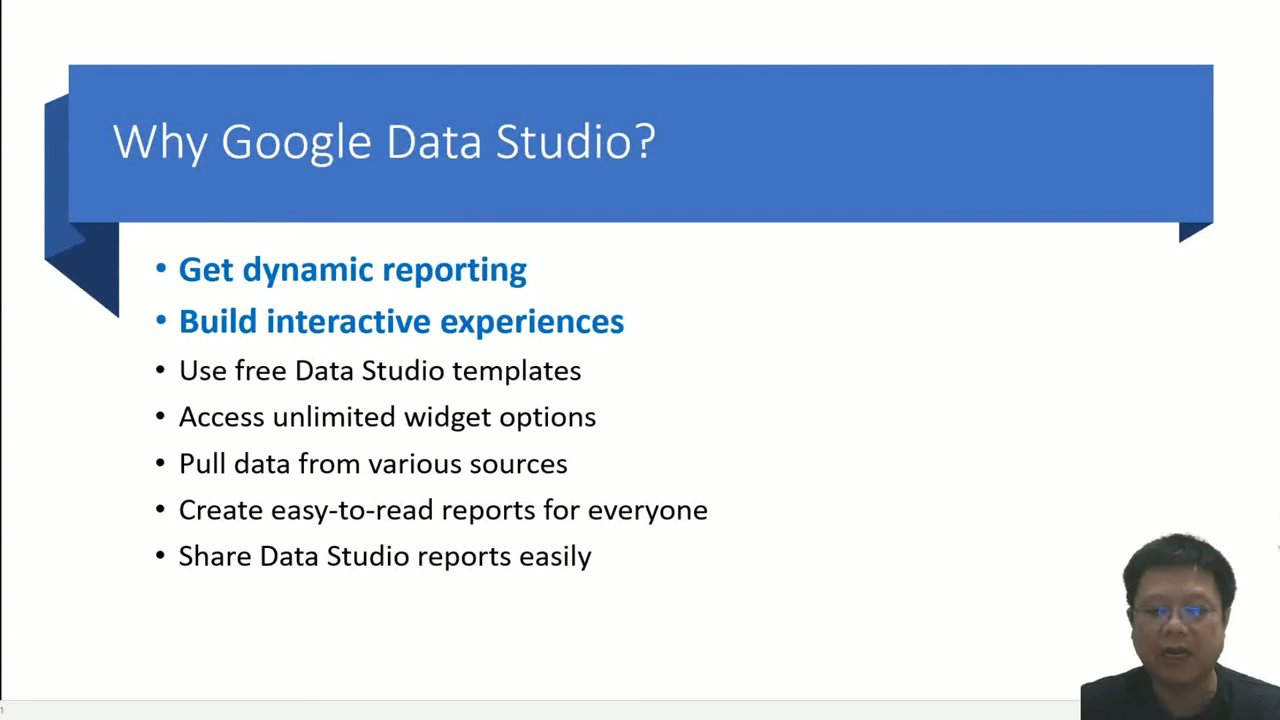 Why Google Data Studio?
• Get dynamic reporting
• Build interactive experiences
• Use free Data Studio templates
• Access unlimited widget options
• Pull data from various sources
• Create easy-to-read reports for everyone
• Share Data Studio reports easily